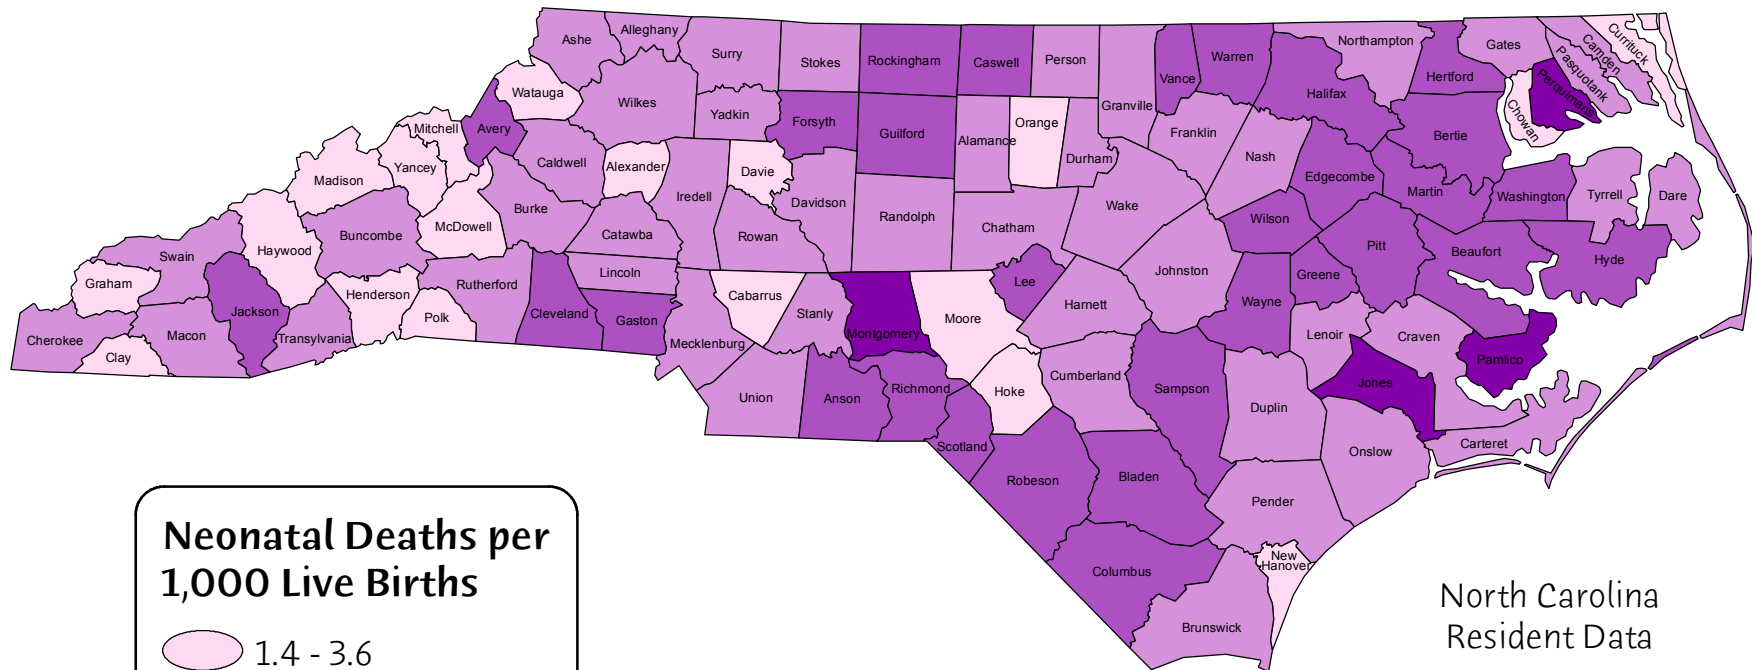 Ashe
Alleghany
Surry
Stokes
Rockingham
Caswell
Person
Granville
Vance
Warren
Northampton
Halifax
Hertford
Gates
Camden
Currituck
Pasquotank
Perquimans
Chowan
Bertie
Watauga
Wilkes
Yadkin
Forsyth
Guilford
Alamance
Orange
Durham
Franklin
Nash
Edgecombe
Martin
Washington
Tyrrell
Dare
Mitchell
Avery
Yancey
Madison
Caldwell
Alexander
Davie
Iredell
Davidson
Randolph
Chatham
Wake
Wilson
Pitt
Beaufort
Hyde
Burke
McDowell
Buncombe
Haywood
Swain
Graham
Catawba
Rowan
Lincoln
Johnston
Greene
Wayne
Lee
Harnett
Cherokee
Clay
Macon
Jackson
Transylvania
Henderson
Polk
Rutherford
Cleveland
Gaston
Mecklenburg
Cabarrus
Stanly
Montgomery
Moore
Lenoir
Craven
Pamlico
Jones
Union
Anson
Richmond
Hoke
Cumberland
Sampson
Duplin
Onslow
Carteret
Scotland
Robeson
Bladen
Pender
Columbus
New
Hanover
Brunswick
Neonatal Deaths per
1,000 Live Births
1.4 - 3.6
North Carolina
Resident Data